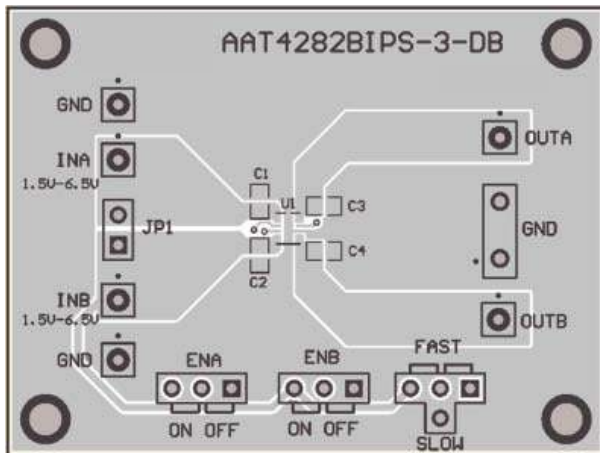 AAT4282BIPS-3-DB
GND
INA
1.5V-6.5V
OUTA
C1
U1
C3
JP1
GND
C4
C2
INB
1.5V-6.5V
OUTB
GND
ENA
ENB
FAST
ON OFF
ON OFF
SLOW